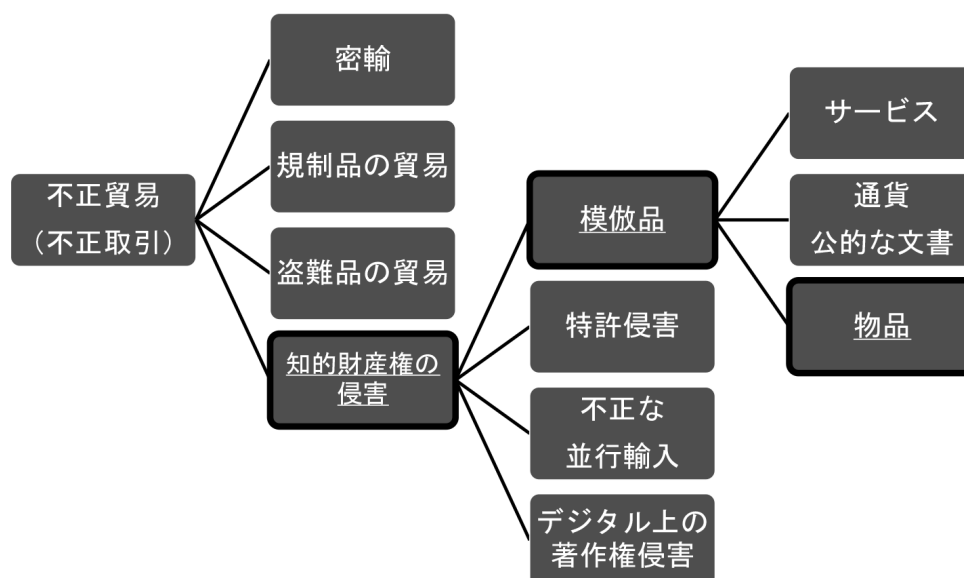 不正貿易
（不正取引）
密輸
規制品の貿易
盗難品の貿易
知的財産権の
侵害
模倣品
特許侵害
不正な
並行輸入
デジタル上の
著作権侵害
サービス
通貨
公的な文書
物品